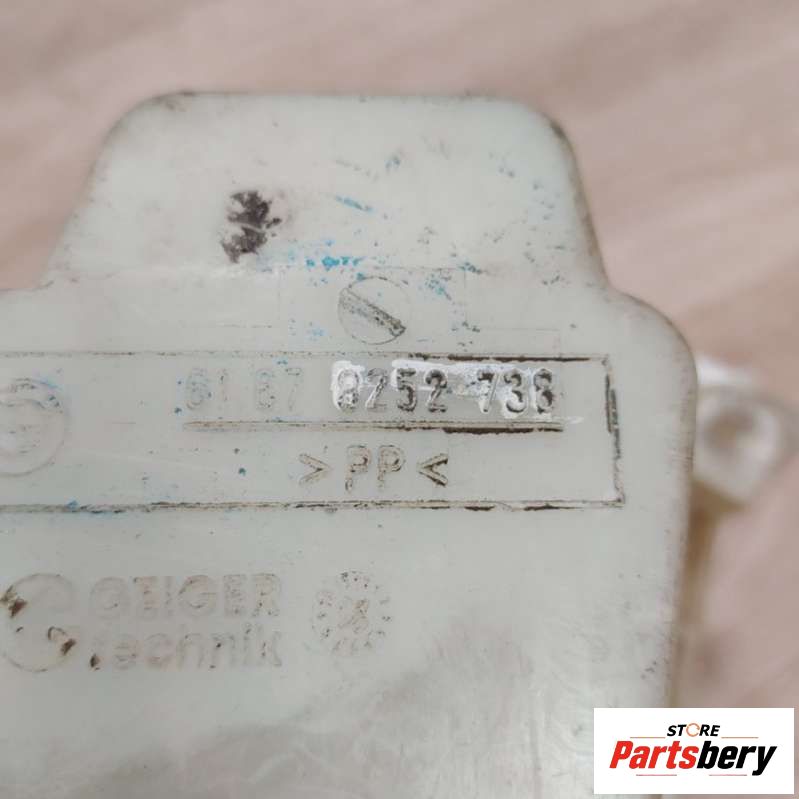 61 67 8252 738
>PP<
GEIGER
technik
STORE
Partsbery